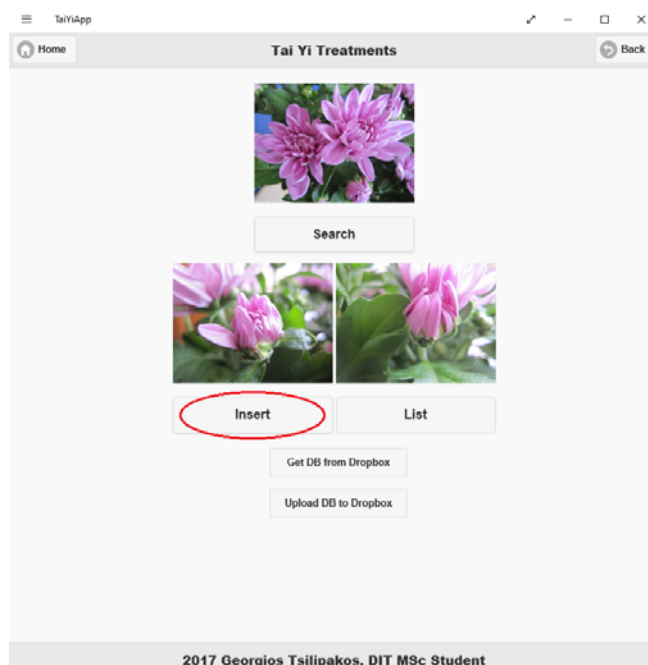 TaiYiApp
Home
Tai Yi Treatments
Back
Search
Insert
List
Get DB from Dropbox
Upload DB to Dropbox
2017 Georgios Tsilipakos, DIT MSc Student